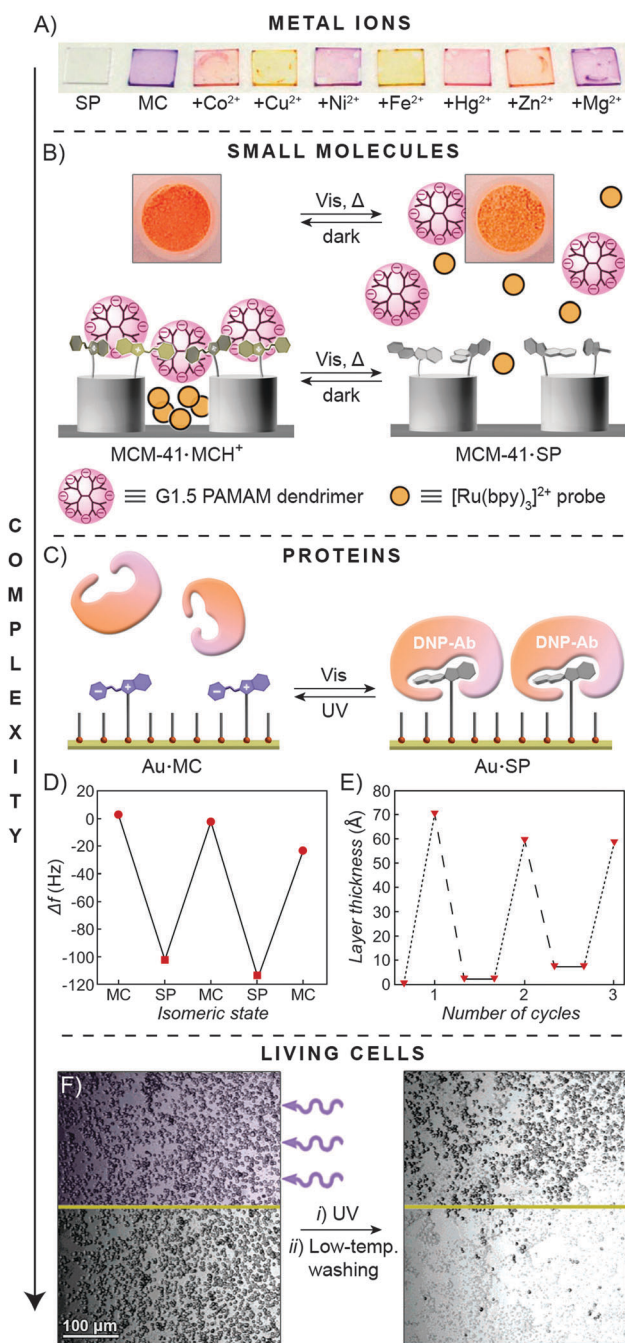 A) METAL IONS
SP MC +Co²⁺ +Cu²⁺ +Ni²⁺ +Fe²⁺ +Hg²⁺ +Zn²⁺ +Mg²⁺
B) SMALL MOLECULES
Vis, Δ
dark
Vis, Δ
dark
MCM-41·MCH⁺
MCM-41·SP
≡ G1.5 PAMAM dendrimer
≡ [Ru(bpy)₃]²⁺ probe
COMPLEXITY
C) PROTEINS
DNP-Ab
DNP-Ab
Vis
UV
Au·MC
Au·SP
D)
Δf (Hz)
20
0
-20
-40
-60
-80
-100
-120
MC SP MC SP MC
Isomeric state
E)
Layer thickness (Å)
80
70
60
50
40
30
20
10
0
1 2 3
Number of cycles
LIVING CELLS
F)
i) UV
ii) Low-temp.
washing
100 µm